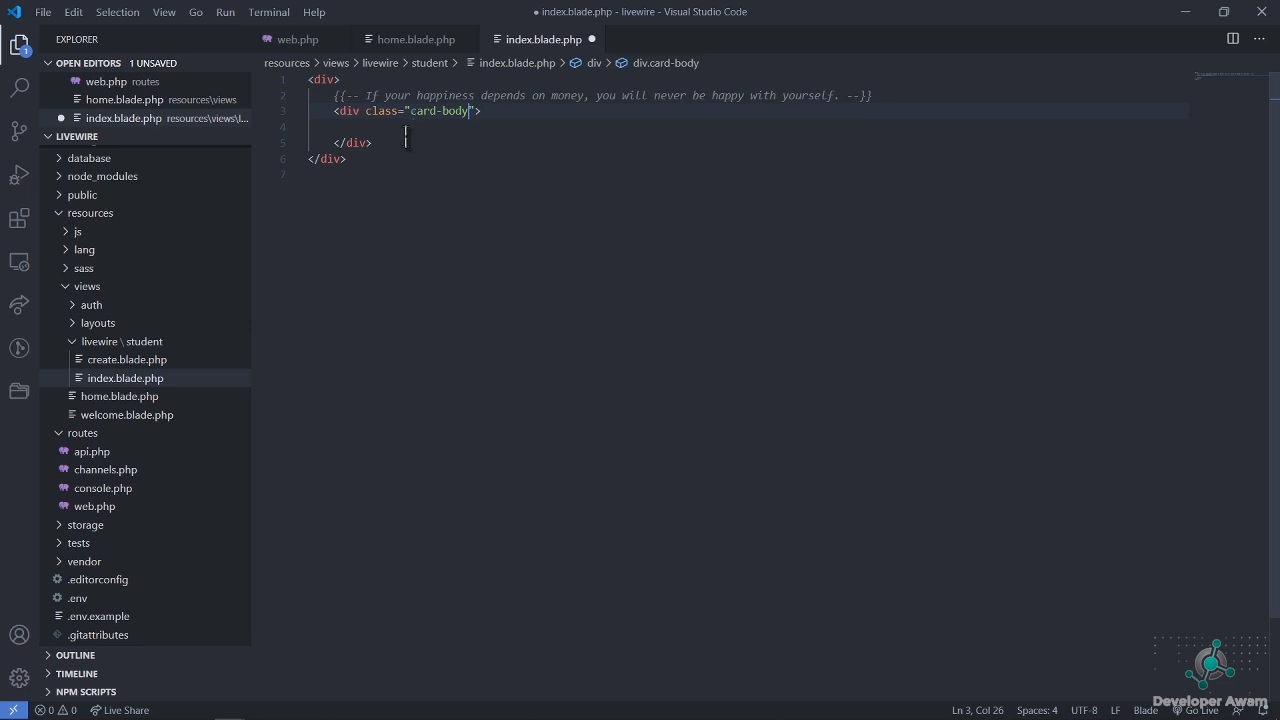 File Edit Selection View Go Run Terminal Help
● index.blade.php - livewire - Visual Studio Code
EXPLORER
web.php
home.blade.php
index.blade.php
OPEN EDITORS 1 UNSAVED
web.php routes
home.blade.php resources\views
index.blade.php resources\views\l...
LIVEWIRE
database
node_modules
public
resources
js
lang
sass
views
auth
layouts
livewire \ student
create.blade.php
index.blade.php
home.blade.php
welcome.blade.php
routes
api.php
channels.php
console.php
web.php
storage
tests
vendor
.editorconfig
.env
.env.example
.gitattributes
OUTLINE
TIMELINE
NPM SCRIPTS
1
resources > views > livewire > student > index.blade.php > div > div.card-body
1 <div>
2 {{-- If your happiness depends on money, you will never be happy with yourself. --}}
3 <div class="card-body">
4
5 </div>
6 </div>
7
Developer Awam
0 0 Live Share
Ln 3, Col 26 Spaces: 4 UTF-8 LF Blade Go Live